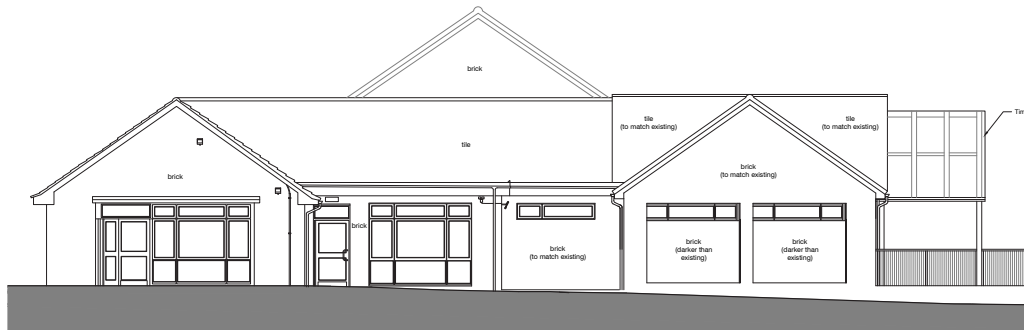 brick
tile
(to match existing)
tile
(to match existing)
Tim
tile
brick
(to match existing)
brick
brick
brick
(to match existing)
brick
(darker than
existing)
brick
(darker than
existing)